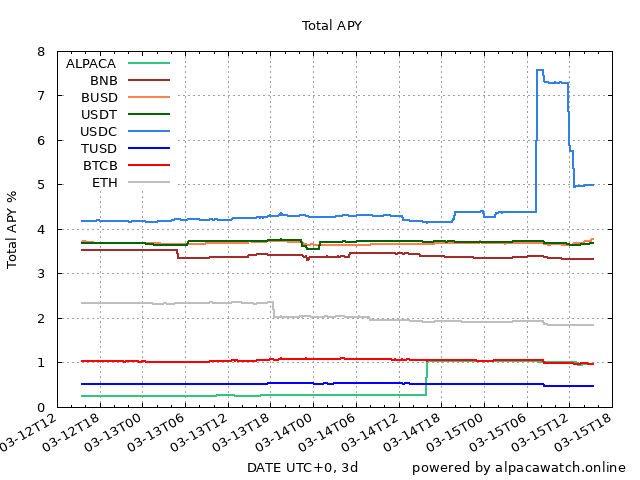 Total APY
Total APY %
8
7
6
5
4
3
2
1
0
ALPACA
BNB
BUSD
USDT
USDC
TUSD
BTCB
ETH
03-12T12
03-12T18
03-13T00
03-13T06
03-13T12
03-13T18
03-14T00
03-14T06
03-14T12
03-14T18
03-15T00
03-15T06
03-15T12
03-15T18
DATE UTC+0, 3d
powered by alpacawatch.online